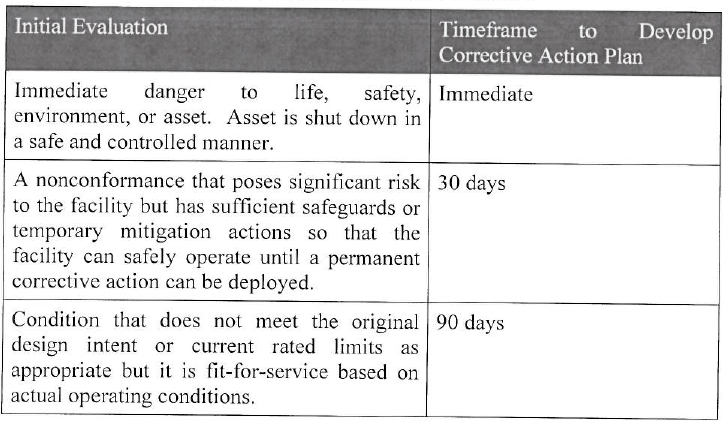 Initial Evaluation
Timeframe to Develop
Corrective Action Plan
Immediate danger to life, safety,
environment, or asset. Asset is shut down in
a safe and controlled manner.
Immediate
A nonconformance that poses significant risk
to the facility but has sufficient safeguards or
temporary mitigation actions so that the
facility can safely operate until a permanent
corrective action can be deployed.
30 days
Condition that does not meet the original
design intent or current rated limits as
appropriate but it is fit-for-service based on
actual operating conditions.
90 days